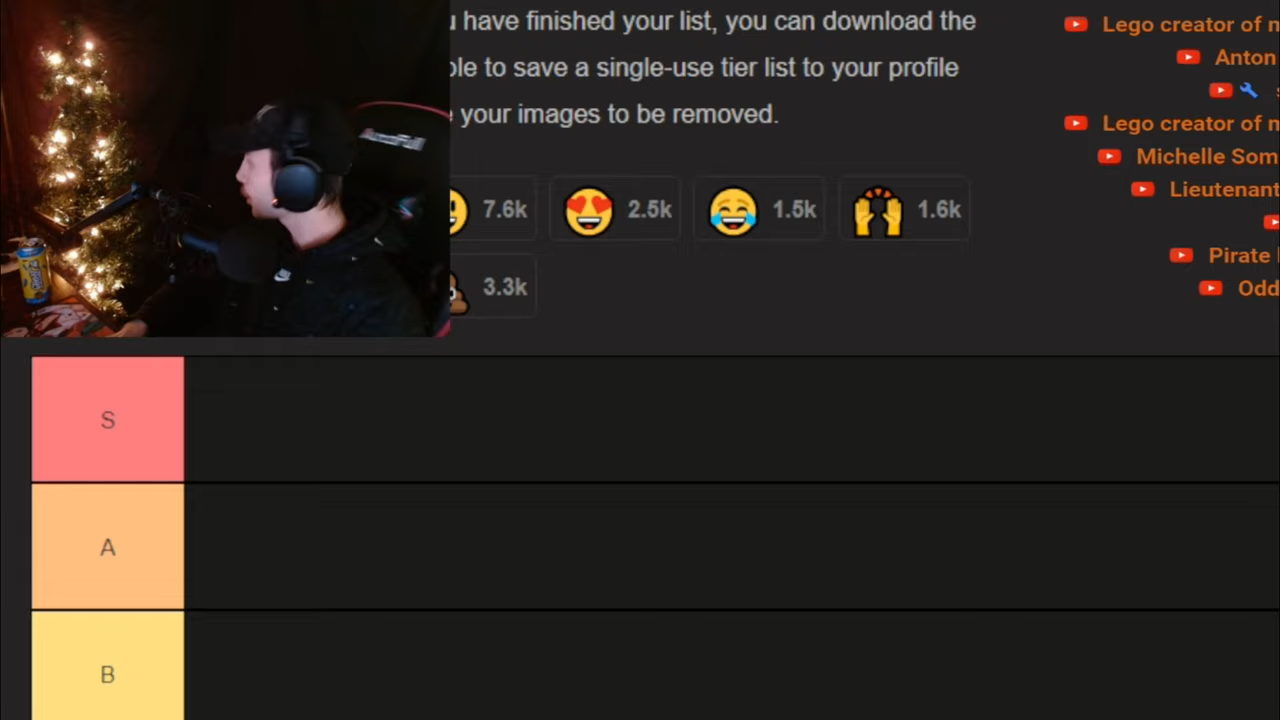 u have finished your list, you can download the
ble to save a single-use tier list to your profile
your images to be removed.
7.6k 2.5k 1.5k 1.6k
3.3k
Lego creator of
Anton
Lego creator of
Michelle Som
Lieutenant
Pirate
Odd
S
A
B